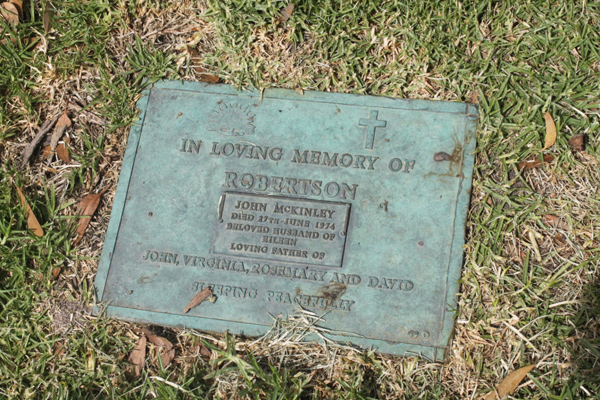 IN LOVING MEMORY OF
ROBERTSON
JOHN MCKINLEY
DIED 27TH JUNE 1974
BELOVED HUSBAND OF
EILEEN
LOVING FATHER OF
JOHN, VIRGINIA, ROSEMARY AND DAVID
SLEEPING PEACEFULLY